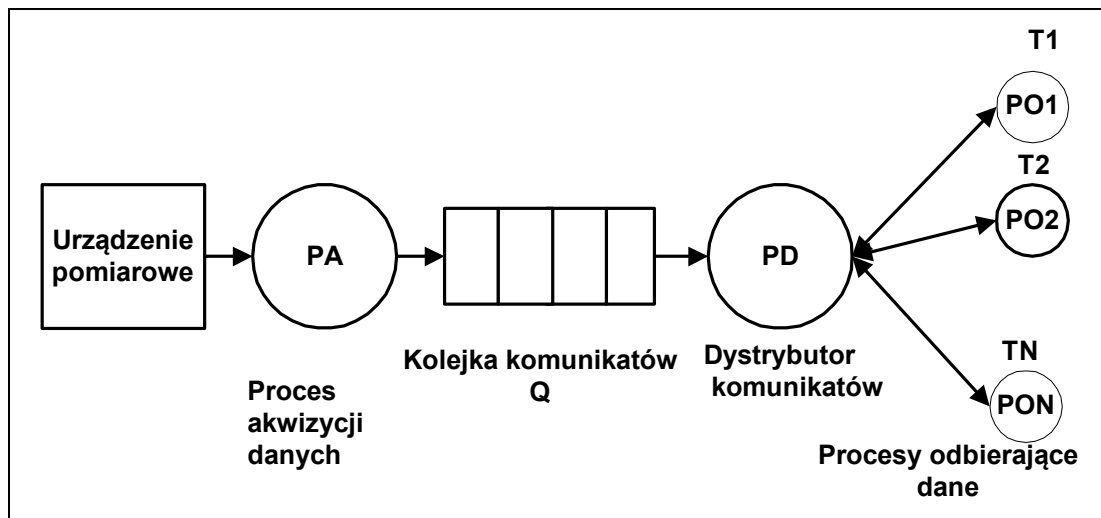 T1
PO1
T2
PO2
Urządzenie
pomiarowe
PA
PD
Kolejka komunikatów
Q
Dystrybutor
komunikatów
TN
PON
Proces
akwizycji
danych
Procesy odbierające
dane